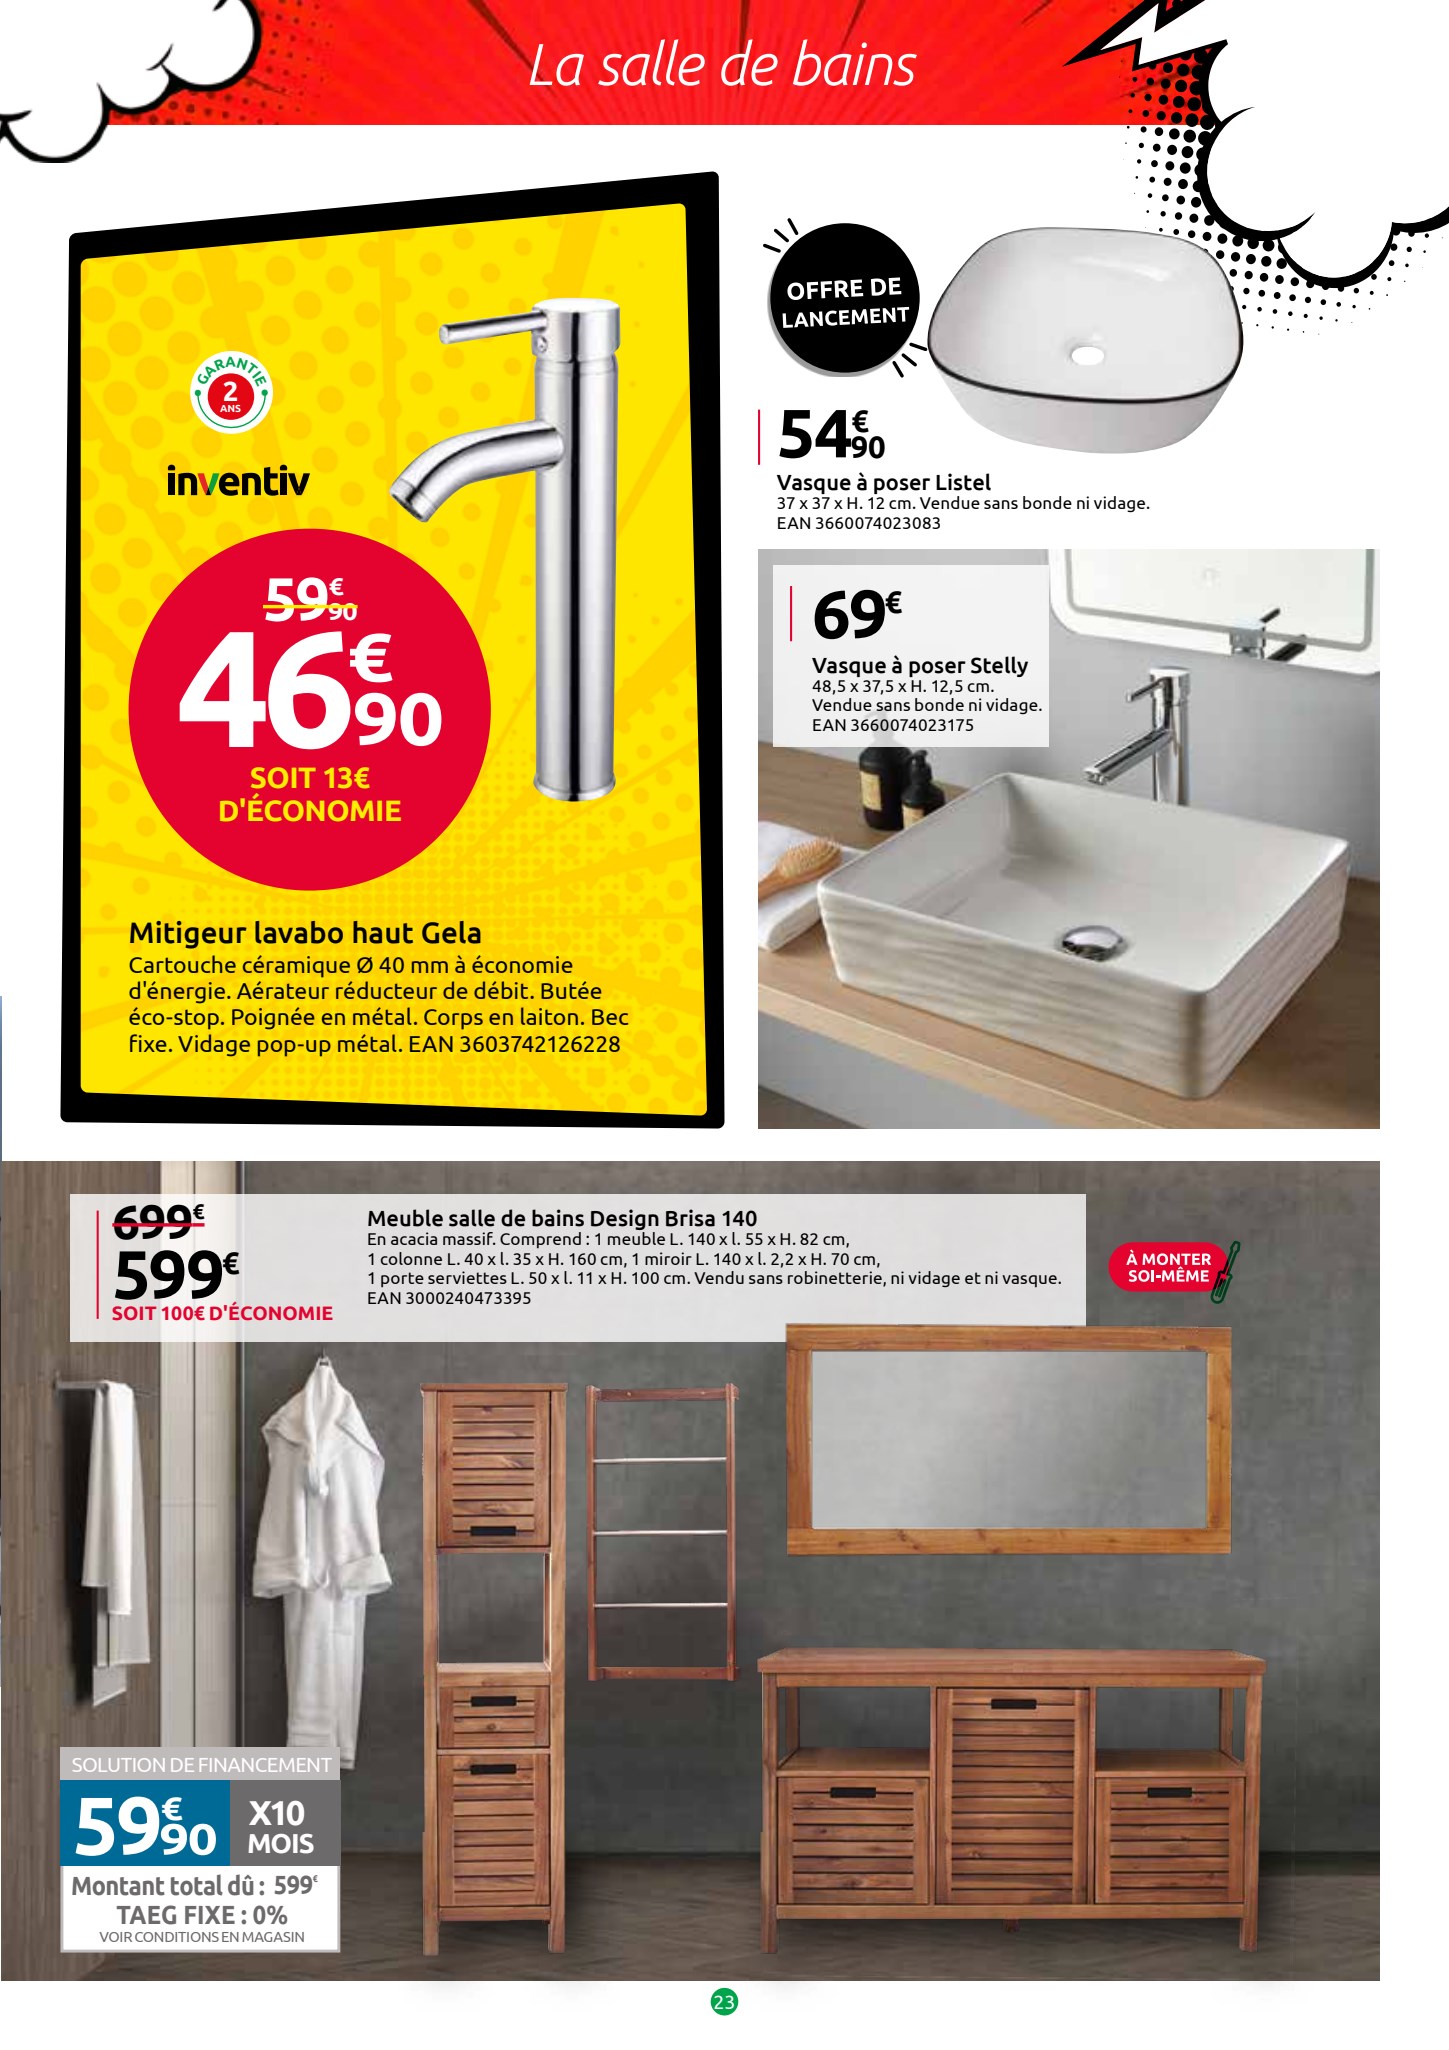 La salle de bains
GARANTIE
2
ANS
inventiv
59€90
46€90
SOIT 13€
D'ÉCONOMIE
Mitigeur lavabo haut Gela
Cartouche céramique Ø 40 mm à économie
d'énergie. Aérateur réducteur de débit. Butée
éco-stop. Poignée en métal. Corps en laiton. Bec
fixe. Vidage pop-up métal. EAN 3603742126228
OFFRE DE
LANCEMENT
54€90
Vasque à poser Listel
37 x 37 x H. 12 cm. Vendue sans bonde ni vidage.
EAN 3660074023083
69€
Vasque à poser Stelly
48,5 x 37,5 x H. 12,5 cm.
Vendue sans bonde ni vidage.
EAN 3660074023175
699€
599€
SOIT 100€ D'ÉCONOMIE
Meuble salle de bains Design Brisa 140
En acacia massif. Comprend : 1 meuble L. 140 x l. 55 x H. 82 cm,
1 colonne L. 40 x l. 35 x H. 160 cm, 1 miroir L. 140 x l. 2,2 x H. 70 cm,
1 porte serviettes L. 50 x l. 11 x H. 100 cm. Vendu sans robinetterie, ni vidage et ni vasque.
EAN 3000240473395
À MONTER
SOI-MÊME
SOLUTION DE FINANCEMENT
59€90
X10
MOIS
Montant total dû : 599€
TAEG FIXE : 0%
VOIR CONDITIONS EN MAGASIN
23